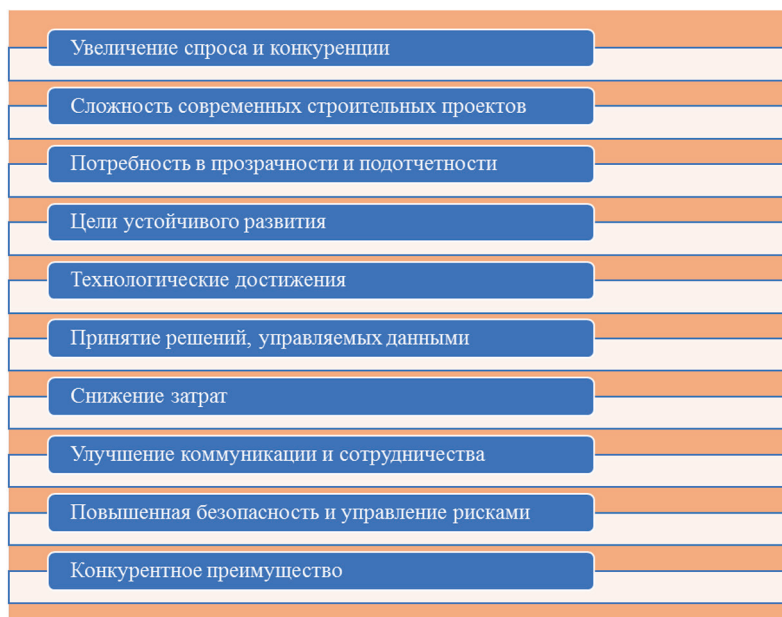 Увеличение спроса и конкуренции
Сложность современных строительных проектов
Потребность в прозрачности и подотчетности
Цели устойчивого развития
Технологические достижения
Принятие решений, управляемых данными
Снижение затрат
Улучшение коммуникации и сотрудничества
Повышенная безопасность и управление рисками
Конкурентное преимущество